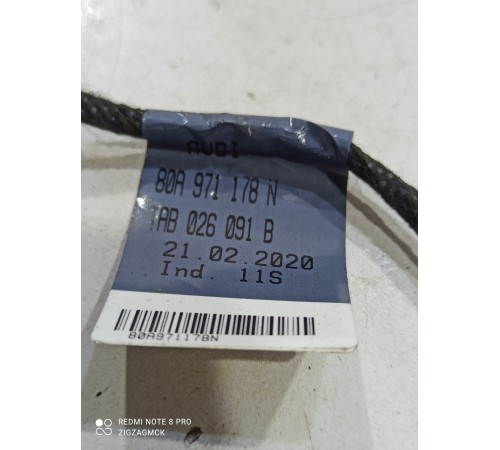 AUDI
80A 971 178 N
TAB 026 091 B
21.02.2020
Ind. 11S
80A971178N
REDMI NOTE 8 PRO
ZIGZAGMCK